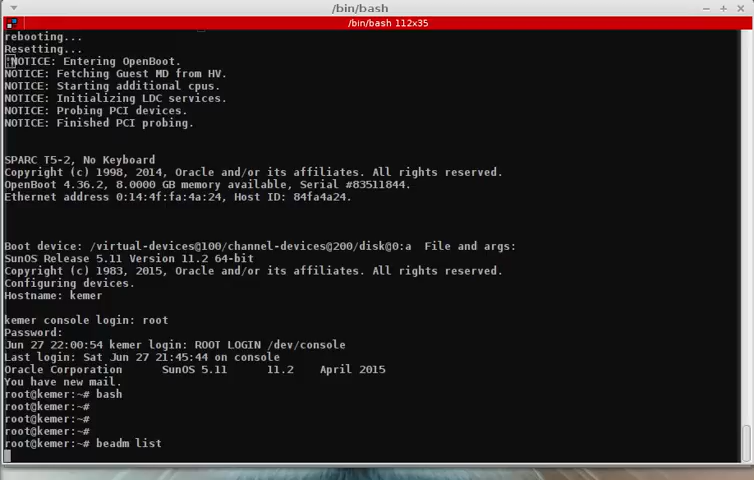 /bin/bash
/bin/bash 112x35
rebooting...
Resetting...
NOTICE: Entering OpenBoot.
NOTICE: Fetching Guest MD from HV.
NOTICE: Starting additional cpus.
NOTICE: Initializing LDC services.
NOTICE: Probing PCI devices.
NOTICE: Finished PCI probing.
SPARC T5-2, No Keyboard
Copyright (c) 1998, 2014, Oracle and/or its affiliates. All rights reserved.
OpenBoot 4.36.2, 8.0000 GB memory available, Serial #83511844.
Ethernet address 0:14:4f:fa:4a:24, Host ID: 84fa4a24.
Boot device: /virtual-devices@100/channel-devices@200/disk@0:a  File and args:
SunOS Release 5.11 Version 11.2 64-bit
Copyright (c) 1983, 2015, Oracle and/or its affiliates. All rights reserved.
Configuring devices.
Hostname: kemer
kemer console login: root
Password:
Jun 27 22:00:54 kemer login: ROOT LOGIN /dev/console
Last login: Sat Jun 27 21:45:44 on console
Oracle Corporation      SunOS 5.11      11.2    April 2015
You have new mail.
root@kemer:~# bash
root@kemer:~#
root@kemer:~#
root@kemer:~#
root@kemer:~# beadm list